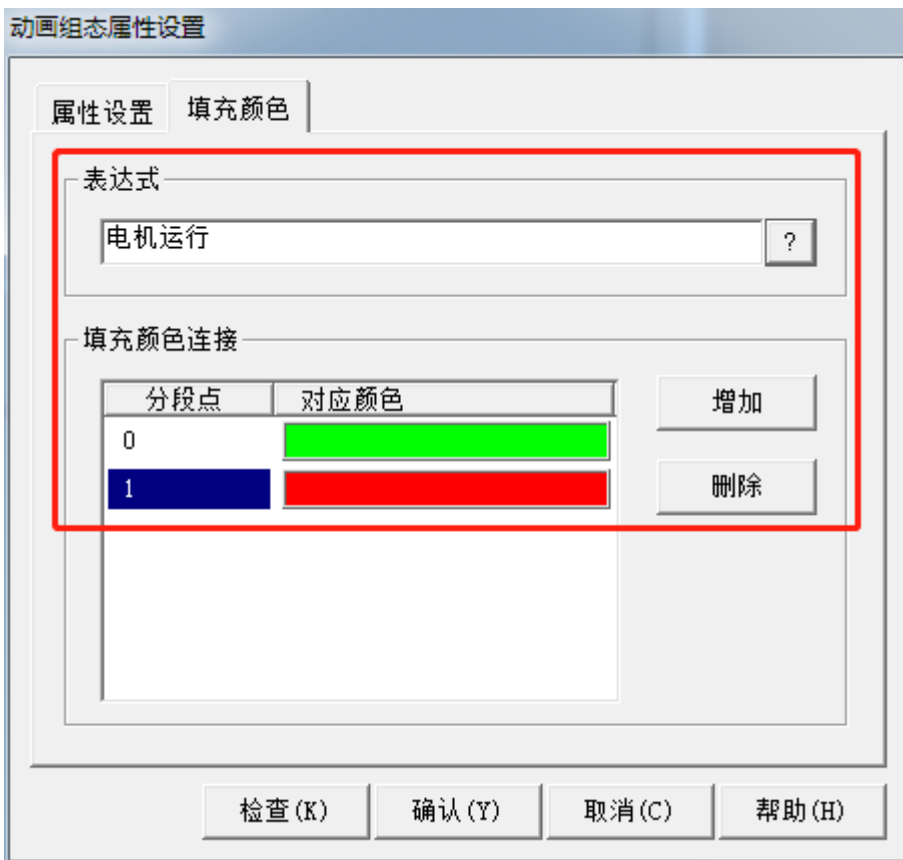 动画组态属性设置
属性设置 填充颜色
表达式
电机运行 ?
填充颜色连接
分段点 对应颜色 增加
0
1 删除
检查(K) 确认(Y) 取消(C) 帮助(H)